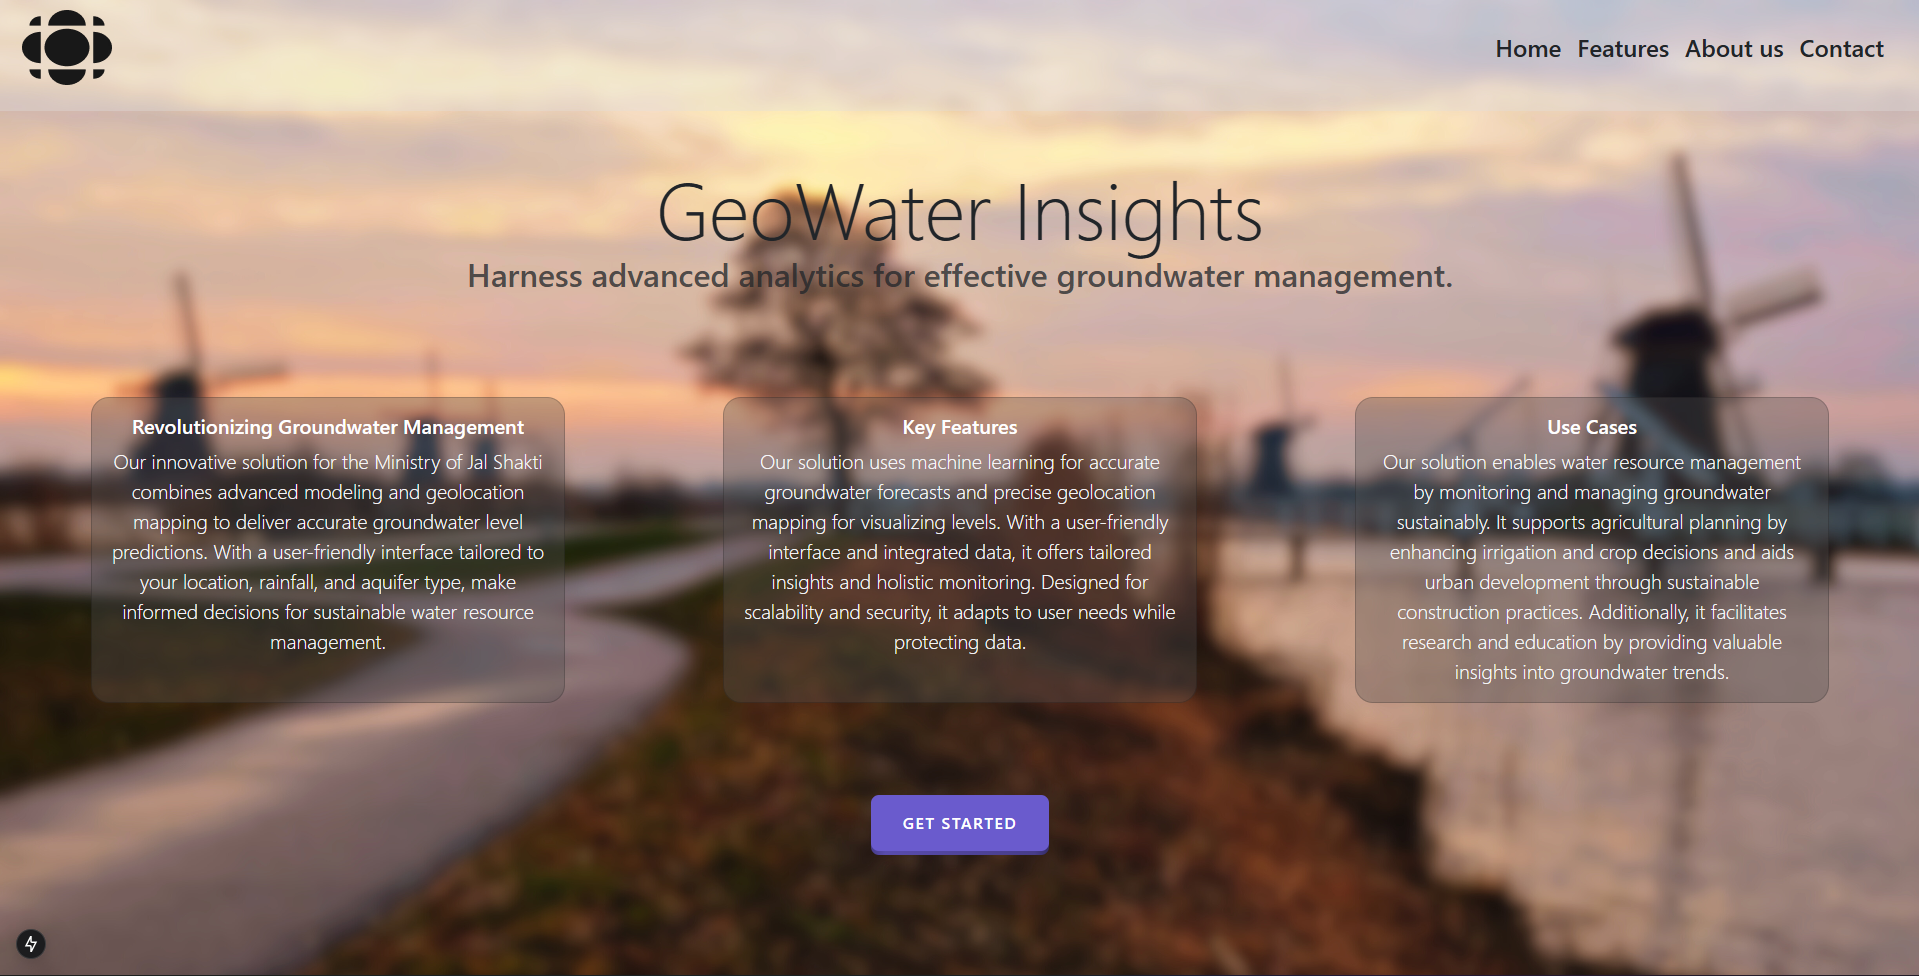 Home Features About us Contact
GeoWater Insights
Harness advanced analytics for effective groundwater management.
Revolutionizing Groundwater Management
Our innovative solution for the Ministry of Jal Shakti
combines advanced modeling and geolocation
mapping to deliver accurate groundwater level
predictions. With a user-friendly interface tailored to
your location, rainfall, and aquifer type, make
informed decisions for sustainable water resource
management.
Key Features
Our solution uses machine learning for accurate
groundwater forecasts and precise geolocation
mapping for visualizing levels. With a user-friendly
interface and integrated data, it offers tailored
insights and holistic monitoring. Designed for
scalability and security, it adapts to user needs while
protecting data.
Use Cases
Our solution enables water resource management
by monitoring and managing groundwater
sustainably. It supports agricultural planning by
enhancing irrigation and crop decisions and aids
urban development through sustainable
construction practices. Additionally, it facilitates
research and education by providing valuable
insights into groundwater trends.
GET STARTED